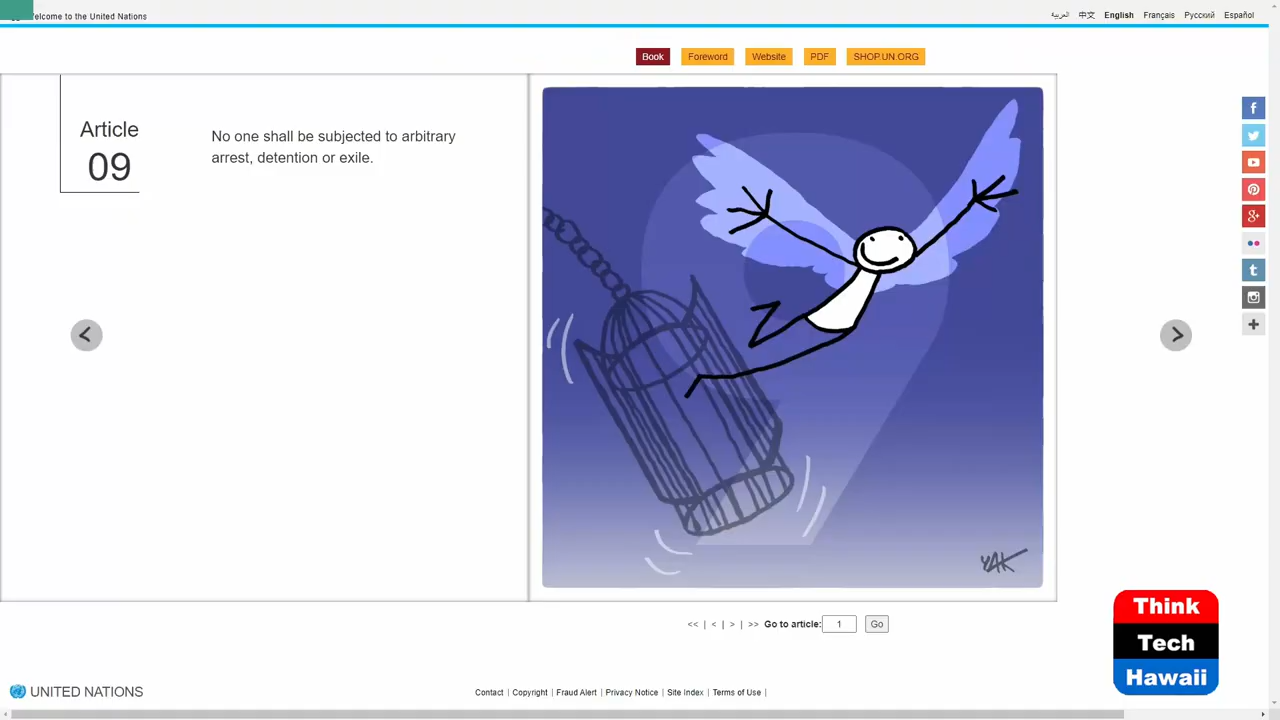 elcome to the United Nations
العربية 中文 English Français Русский Español
Book Foreword Website PDF SHOP.UN.ORG
Article
09
No one shall be subjected to arbitrary
arrest, detention or exile.
YAK
<< | < | > | >> Go to article: 1 Go
Think
Tech
Hawaii
UNITED NATIONS
Contact | Copyright | Fraud Alert | Privacy Notice | Site Index | Terms of Use |